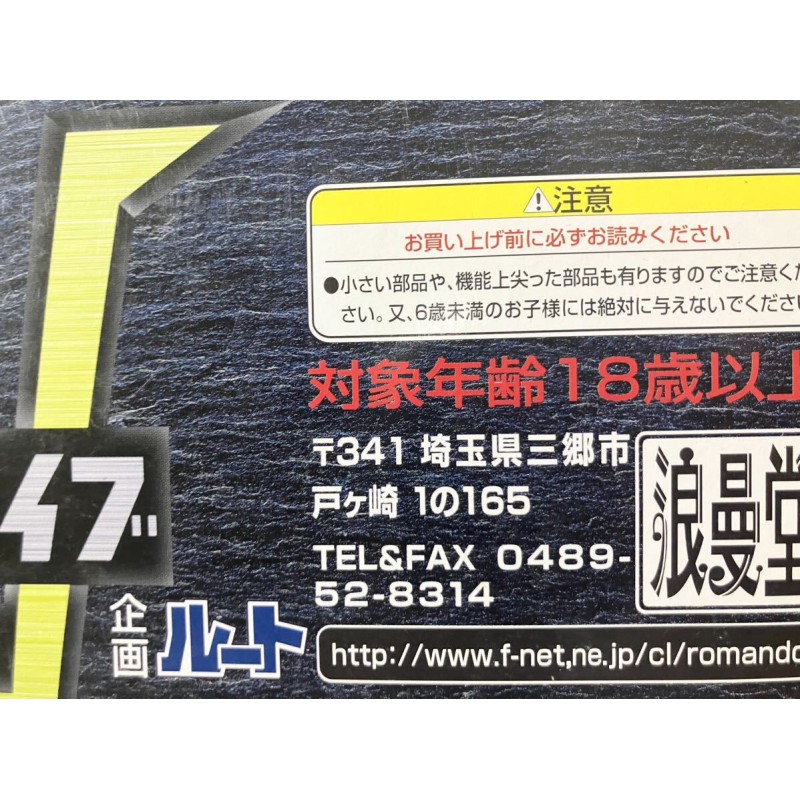 注意
お買い上げ前に必ずお読みください
●小さい部品や、機能上尖った部品も有りますのでご注意くだ
さい。又、6歳未満のお子様には絶対に与えないでくださ
対象年齢18歳以上
〒341 埼玉県三郷市
戸ヶ崎 1の165
TEL&FAX 0489-
52-8314
浪漫堂
イブ"
企画 ルート
http://www.f-net,ne.jp/cl/romando